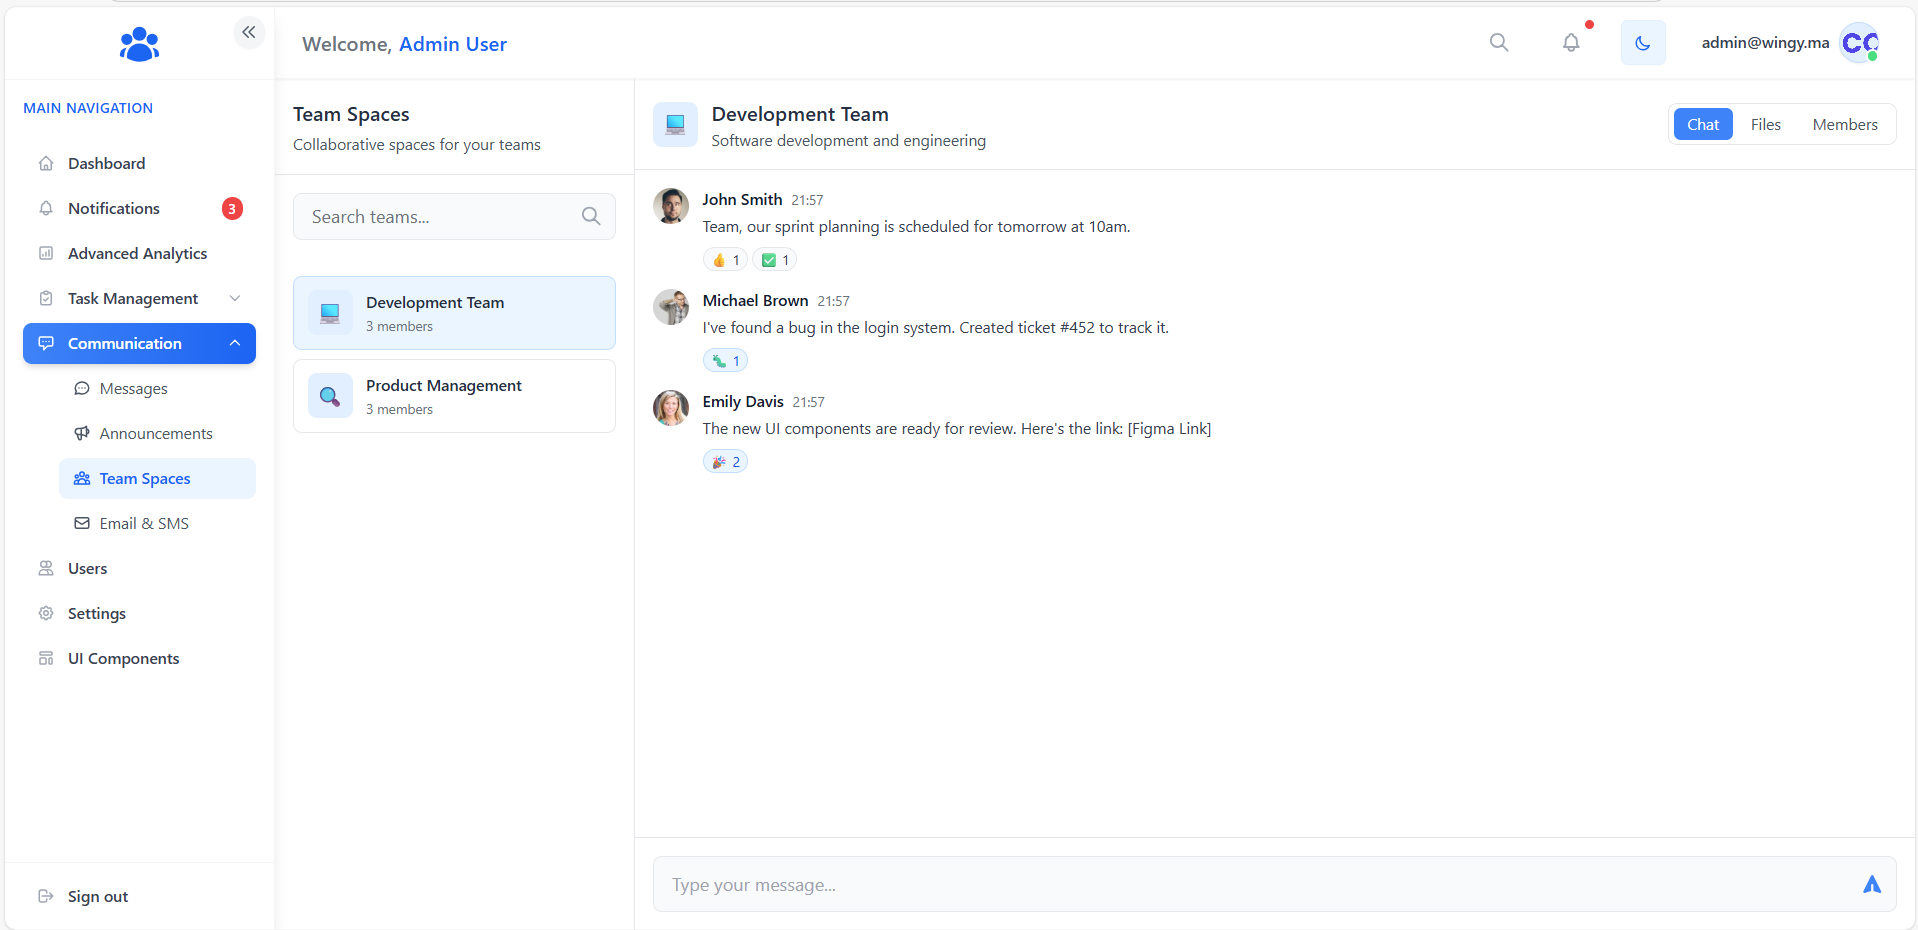 Welcome, Admin User
admin@wingy.ma
MAIN NAVIGATION
Dashboard
Notifications 3
Advanced Analytics
Task Management
Communication
Messages
Announcements
Team Spaces
Email & SMS
Users
Settings
UI Components
Sign out
Team Spaces
Collaborative spaces for your teams
Search teams...
Development Team
3 members
Product Management
3 members
Development Team
Software development and engineering
Chat Files Members
John Smith 21:57
Team, our sprint planning is scheduled for tomorrow at 10am.
👍 1 ✅ 1
Michael Brown 21:57
I've found a bug in the login system. Created ticket #452 to track it.
🐛 1
Emily Davis 21:57
The new UI components are ready for review. Here's the link: [Figma Link]
🎉 2
Type your message...